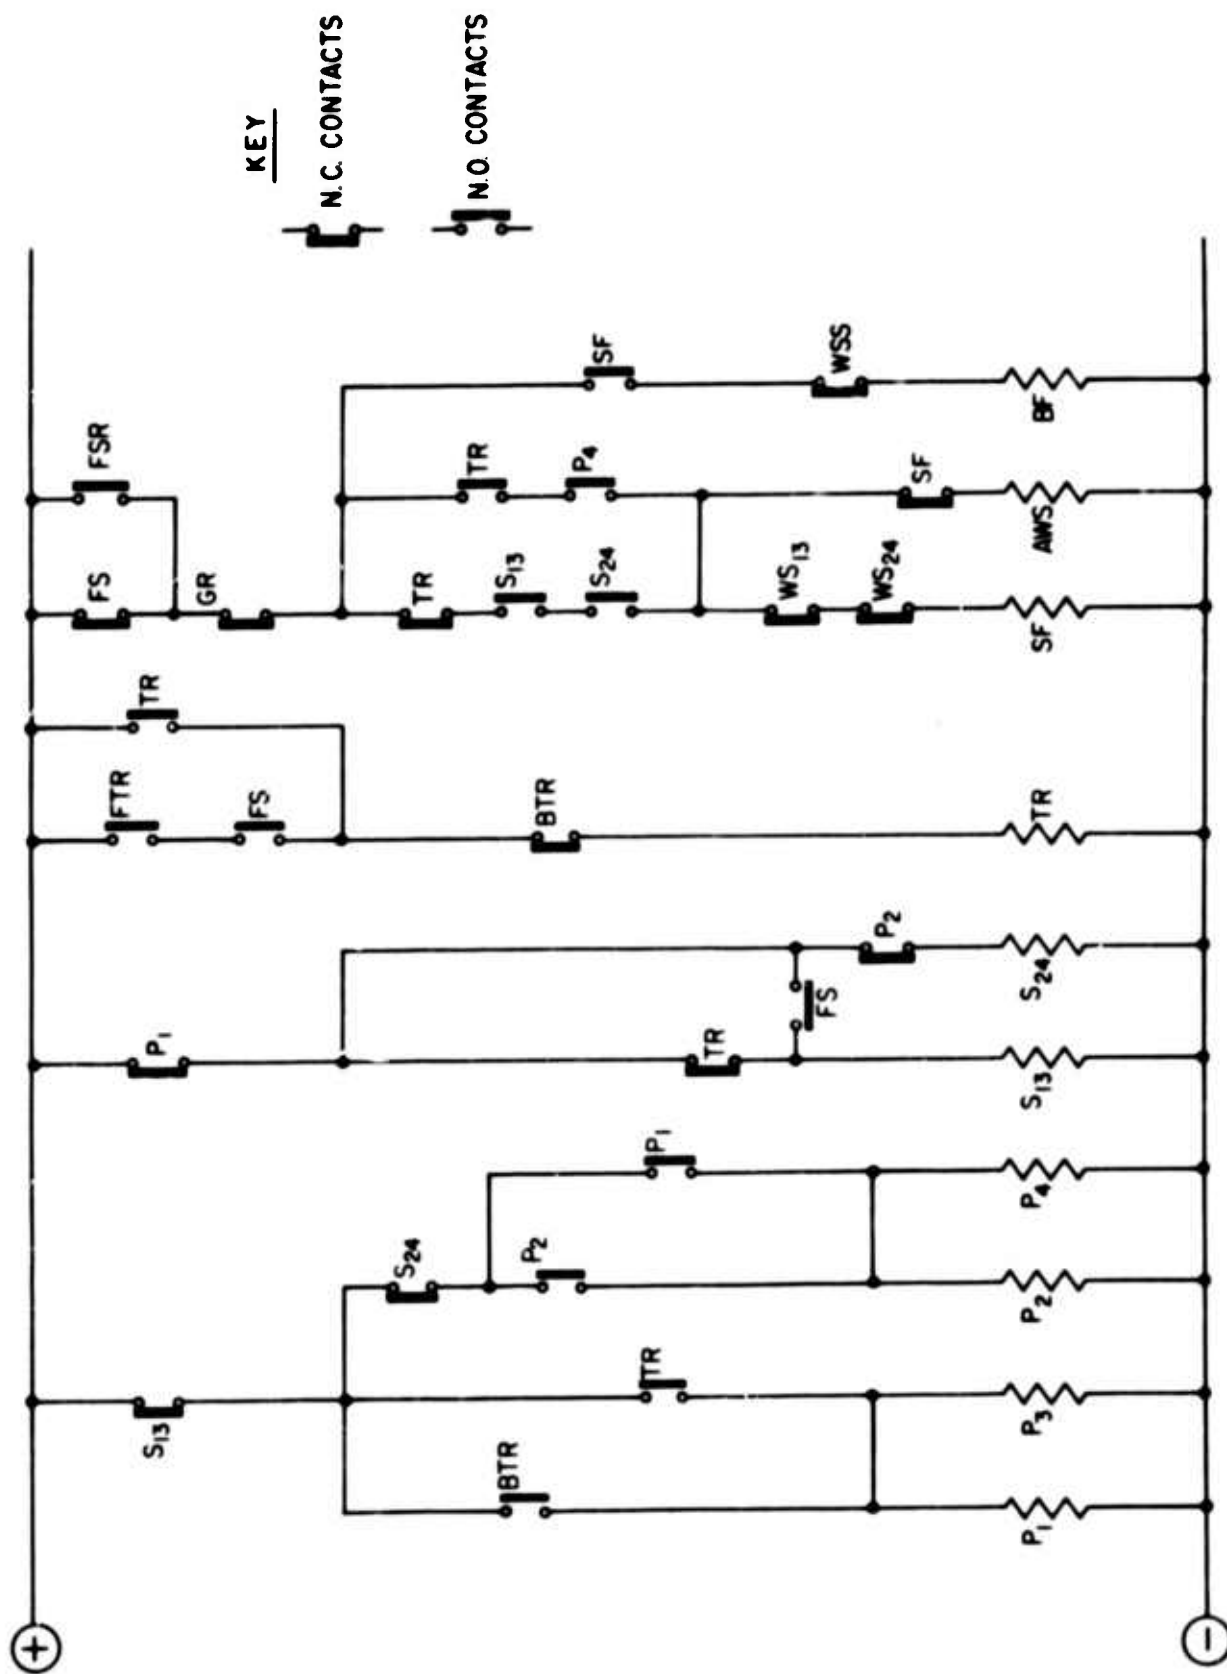 +
FTR
FS
FSR
S13
P1
TR
GR
KEY
FS
N.C. CONTACTS
S24
TR
TR
N.O. CONTACTS
BTR
P2
BTR
S13
P4
S24
SF
TR
P1
TR
WS13
FS
WSS
P2
WS24
SF
P1
P3
P2
P4
S13
S24
TR
SF
AWS
BF
-